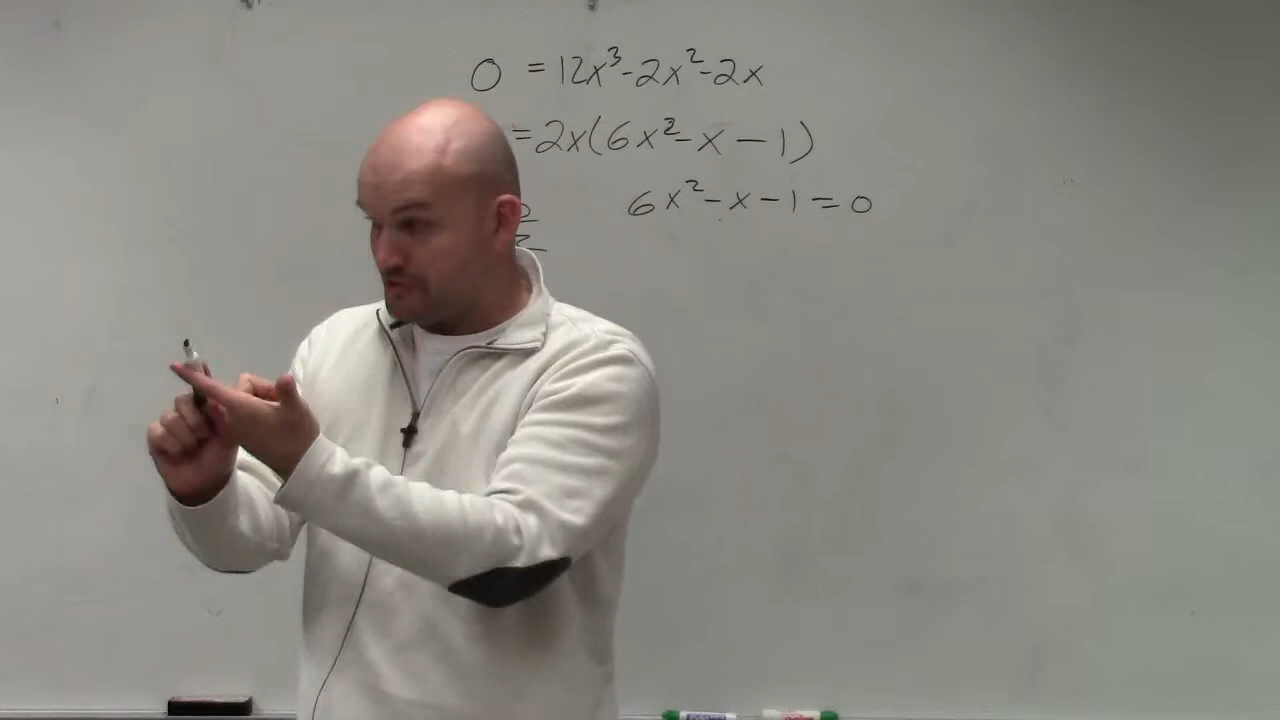 0 = 12x³-2x²-2x
=2x(6x²-x-1)
6x²-x-1=0